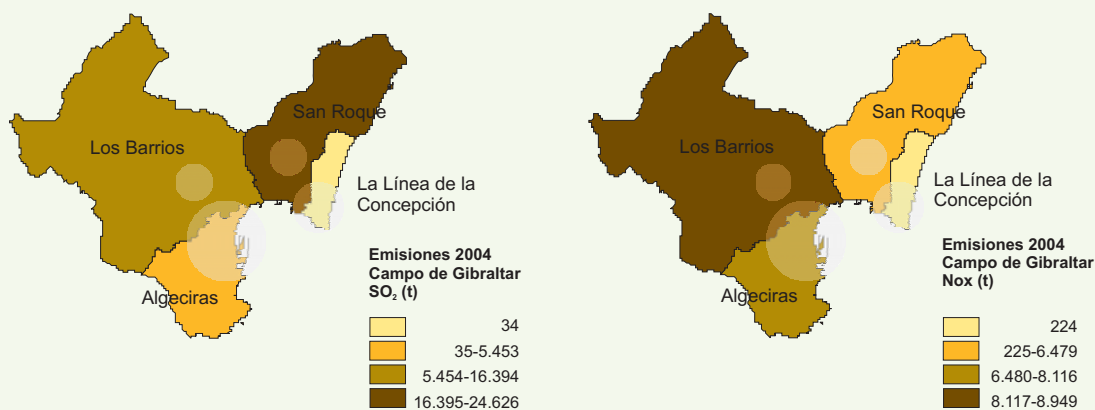 San Roque
Los Barrios
La Línea de la
Concepción
Algeciras
Emisiones 2004
Campo de Gibraltar
SO₂ (t)
34
35-5.453
5.454-16.394
16.395-24.626
San Roque
Los Barrios
La Línea de la
Concepción
Algeciras
Emisiones 2004
Campo de Gibraltar
Nox (t)
224
225-6.479
6.480-8.116
8.117-8.949